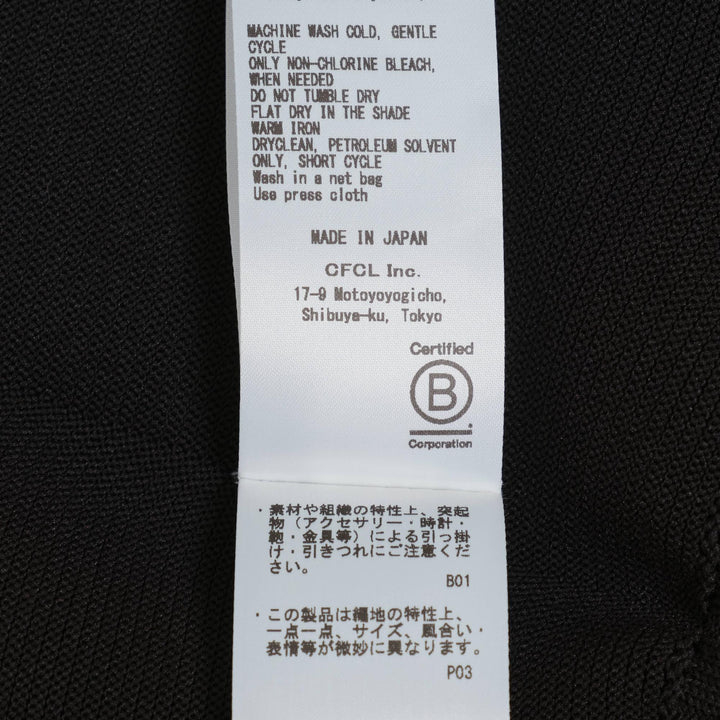 MACHINE WASH COLD, GENTLE
CYCLE
ONLY NON-CHLORINE BLEACH,
WHEN NEEDED
DO NOT TUMBLE DRY
FLAT DRY IN THE SHADE
WARM IRON
DRYCLEAN, PETROLEUM SOLVENT
ONLY, SHORT CYCLE
Wash in a net bag
Use press cloth
MADE IN JAPAN
CFCL Inc.
17-9 Motoyoyogicho,
Shibuya-ku, Tokyo
Certified
B
Corporation
・素材や組織の特性上、突起
物（アクセサリー・時計・
鞄・金具等）による引っ掛
け・引きつれにご注意くだ
さい。
B01
・この製品は編地の特性上、
一点一点、サイズ、風合い・
表情等が微妙に異なります。
P03